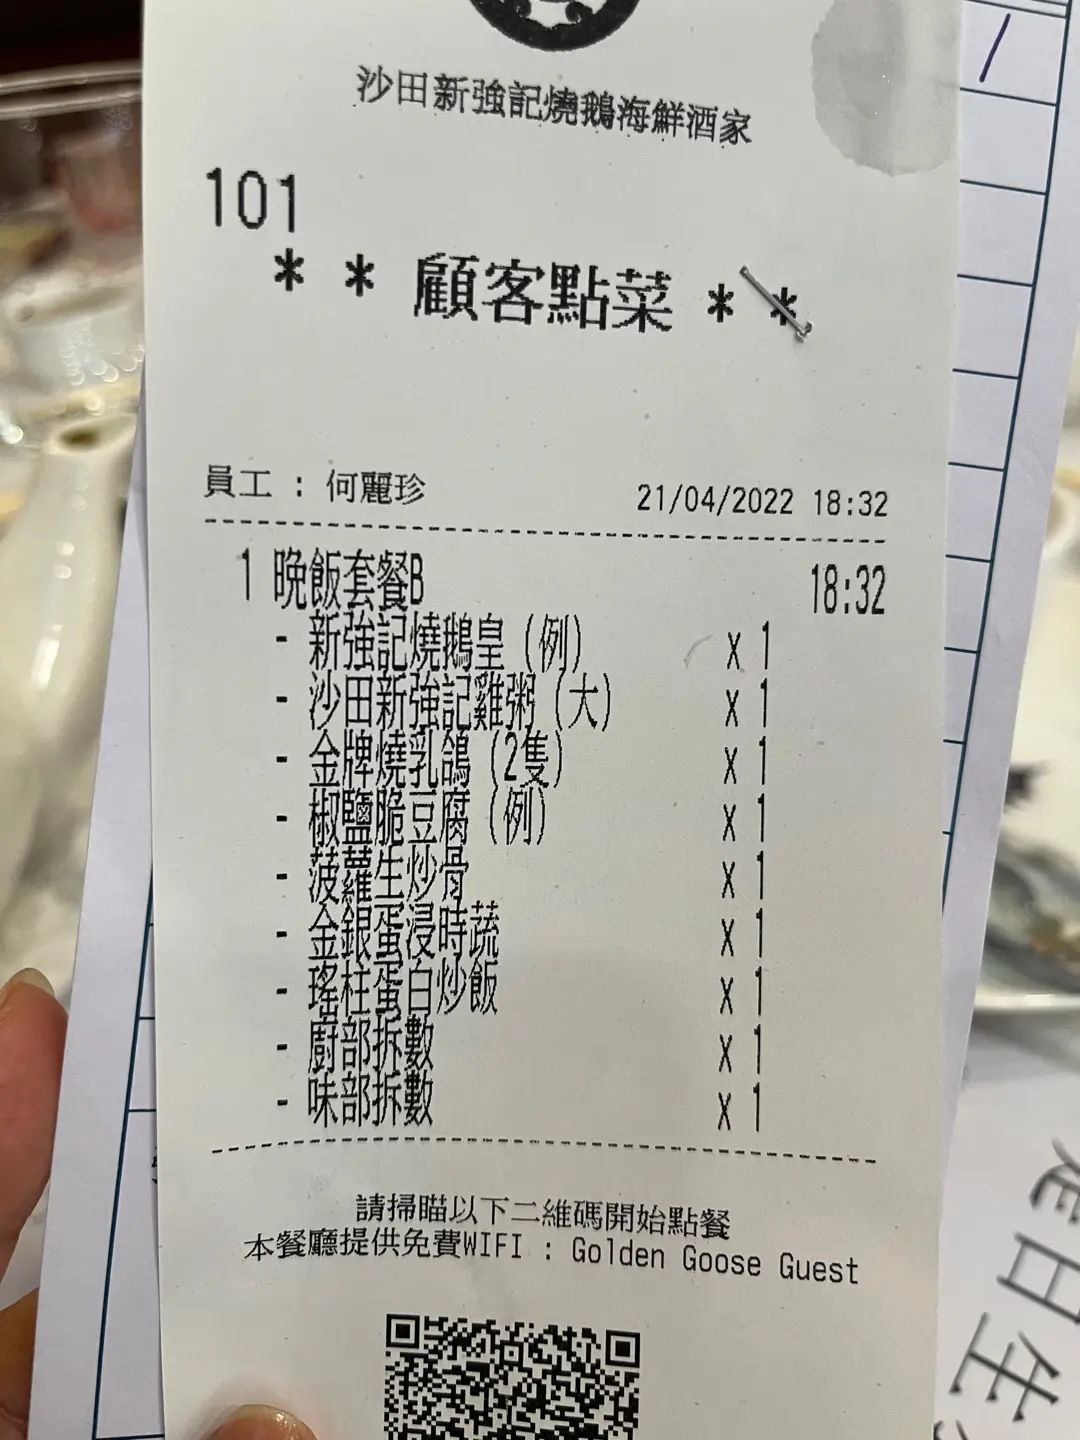 沙田新強記燒鵝海鮮酒家
101
* * 顧客點菜 * *
員工 : 何麗珍 21/04/2022 18:32
1 晚飯套餐B 18:32
- 新強記燒鵝皇 (例) x 1
- 沙田新強記雞粥 (大) x 1
- 金牌燒乳鴿 (2隻) x 1
- 椒鹽脆豆腐 (例) x 1
- 菠蘿生炒骨 x 1
- 金銀蛋浸時蔬 x 1
- 瑤柱蛋白炒飯 x 1
- 廚部拆數 x 1
- 味部拆數 x 1
請掃瞄以下二維碼開始點餐
本餐廳提供免費WIFI : Golden Goose Guest
日生